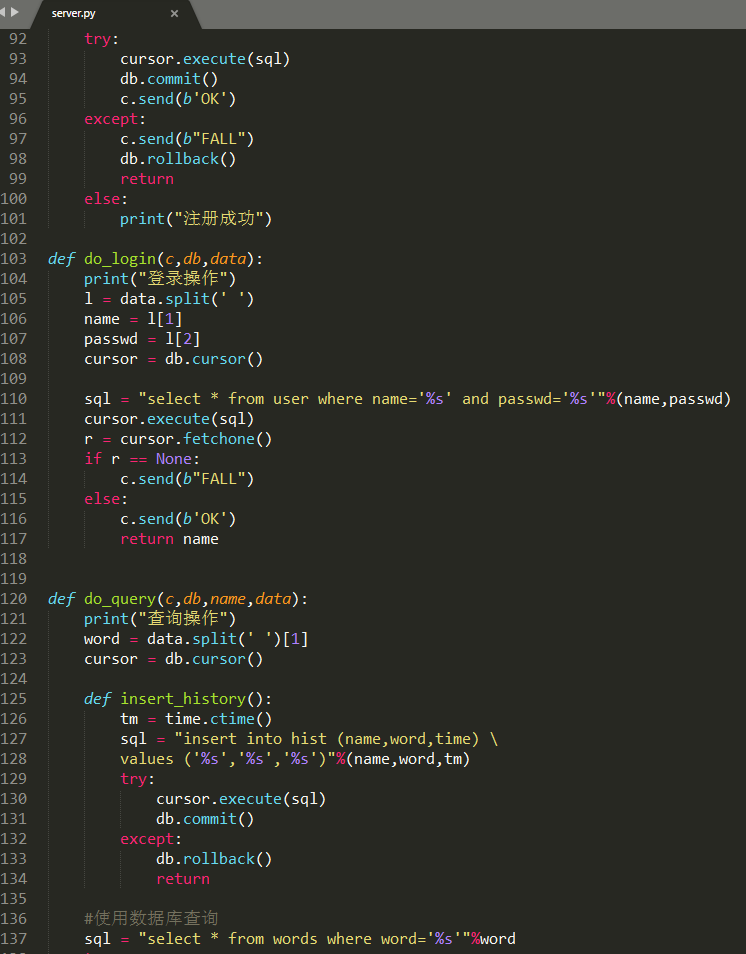 server.py
92 try:
93 cursor.execute(sql)
94 db.commit()
95 c.send(b'OK')
96 except:
97 c.send(b"FALL")
98 db.rollback()
99 return
100 else:
101 print("注册成功")
102
103 def do_login(c,db,data):
104 print("登录操作")
105 l = data.split(' ')
106 name = l[1]
107 passwd = l[2]
108 cursor = db.cursor()
109
110 sql = "select * from user where name='%s' and passwd='%s'"%(name,passwd)
111 cursor.execute(sql)
112 r = cursor.fetchone()
113 if r == None:
114 c.send(b"FALL")
115 else:
116 c.send(b'OK')
117 return name
118
119
120 def do_query(c,db,name,data):
121 print("查询操作")
122 word = data.split(' ')[1]
123 cursor = db.cursor()
124
125 def insert_history():
126 tm = time.ctime()
127 sql = "insert into hist (name,word,time) \
128 values ('%s','%s','%s')"%(name,word,tm)
129 try:
130 cursor.execute(sql)
131 db.commit()
132 except:
133 db.rollback()
134 return
135
136 #使用数据库查询
137 sql = "select * from words where word='%s'"%word